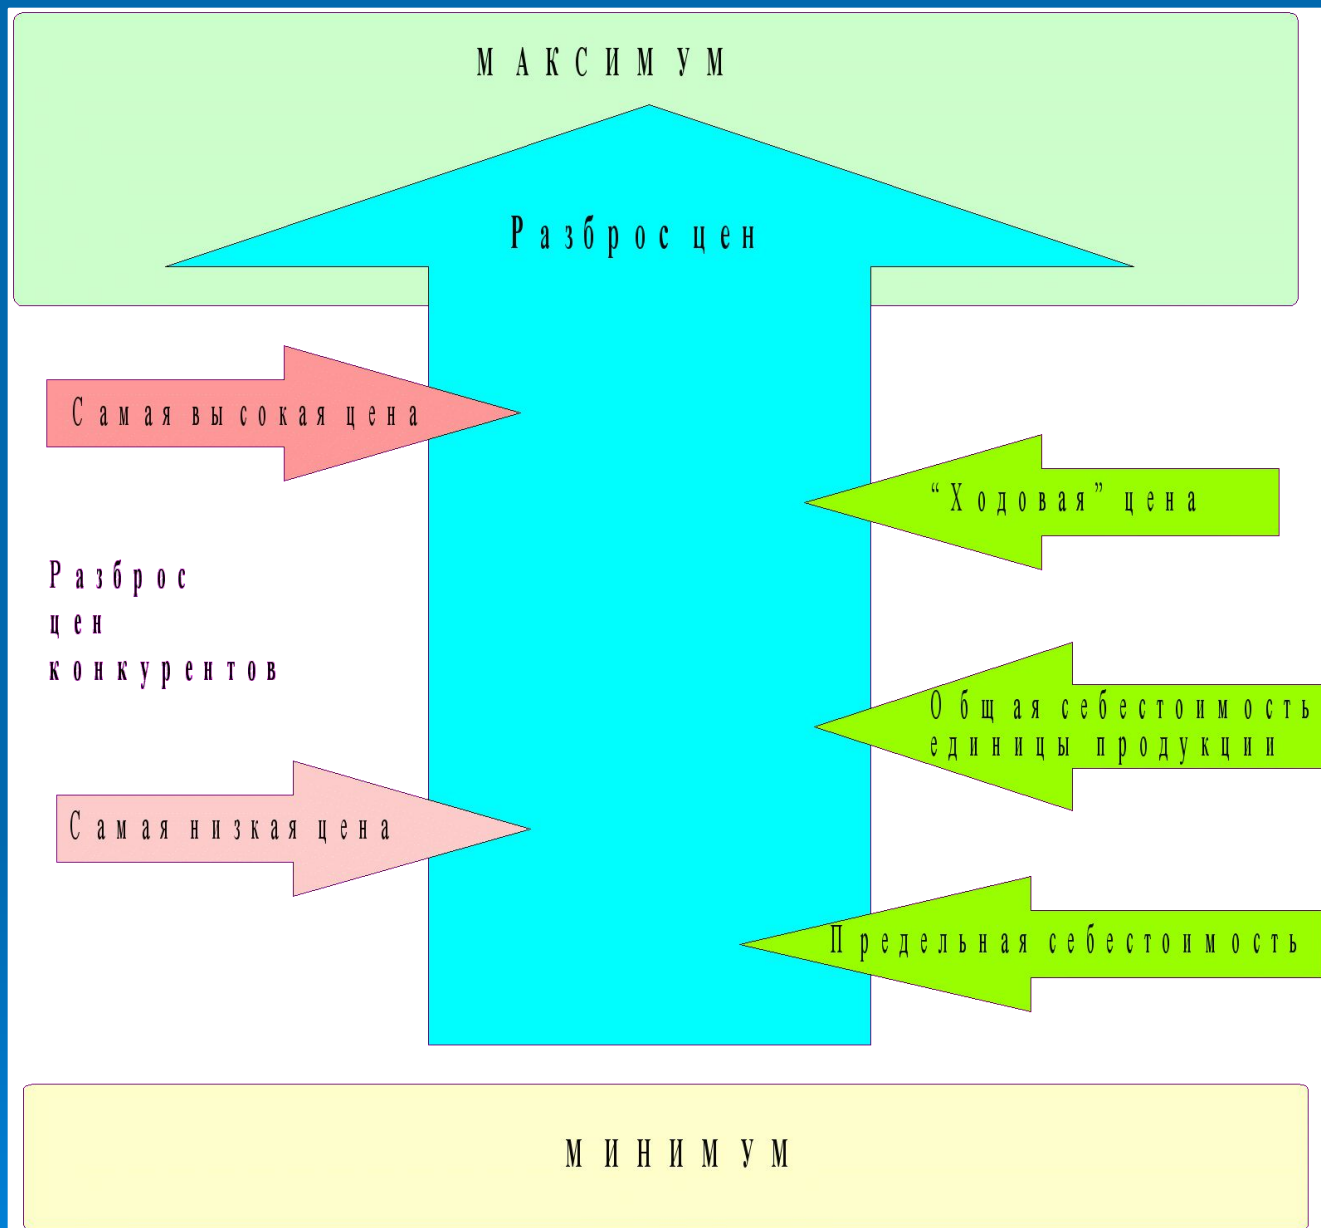 МАКСИМУМ
Разброс цен
Самая высокая цена
“Ходовая” цена
Разброс
цен
конкурентов
Общая себестоимость
единицы продукции
Самая низкая цена
Предельная себестоимость
МИНИМУМ